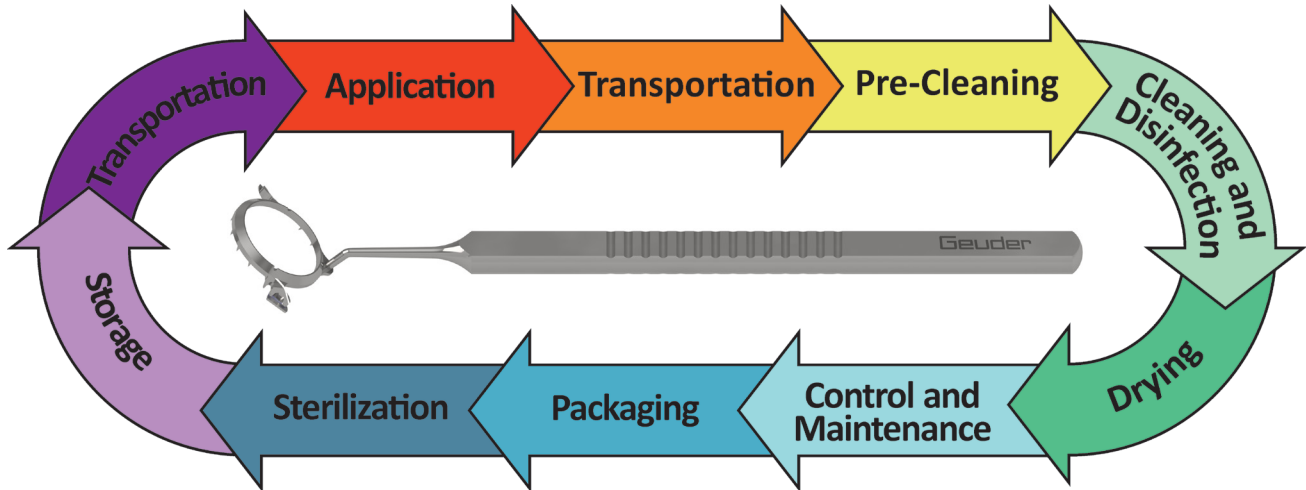 Transportation
Application
Transportation
Pre-Cleaning
Cleaning and
Disinfection
Geuder
Storage
Drying
Sterilization
Packaging
Control and
Maintenance